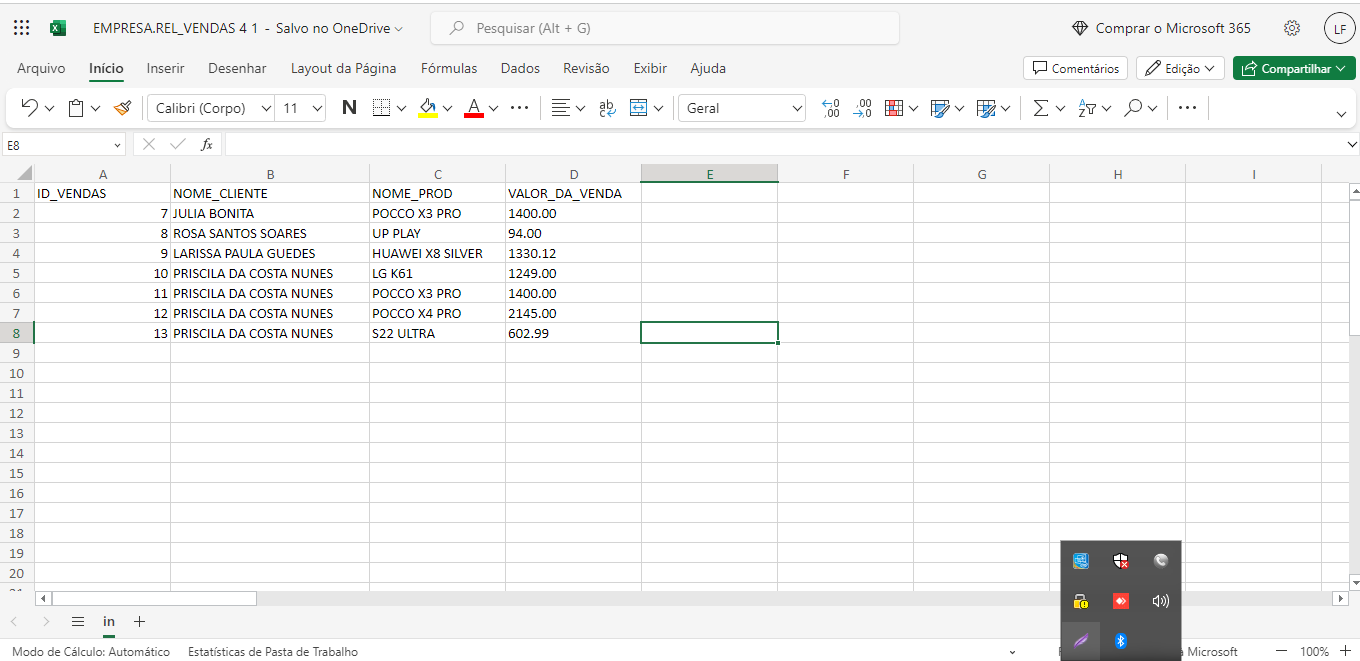 EMPRESA.REL_VENDAS 4 1 - Salvo no OneDrive
Pesquisar (Alt + G)
Comprar o Microsoft 365
LF
Arquivo Início Inserir Desenhar Layout da Página Fórmulas Dados Revisão Exibir Ajuda
Comentários Edição Compartilhar
Calibri (Corpo) 11 N A ab Geral
E8 fx
A B C D E F G H I
1 ID_VENDAS NOME_CLIENTE NOME_PROD VALOR_DA_VENDA
2 7 JULIA BONITA POCCO X3 PRO 1400.00
3 8 ROSA SANTOS SOARES UP PLAY 94.00
4 9 LARISSA PAULA GUEDES HUAWEI X8 SILVER 1330.12
5 10 PRISCILA DA COSTA NUNES LG K61 1249.00
6 11 PRISCILA DA COSTA NUNES POCCO X3 PRO 1400.00
7 12 PRISCILA DA COSTA NUNES POCCO X4 PRO 2145.00
8 13 PRISCILA DA COSTA NUNES S22 ULTRA 602.99
9
10
11
12
13
14
15
16
17
18
19
20
in
Modo de Cálculo: Automático Estatísticas de Pasta de Trabalho Microsoft 100%